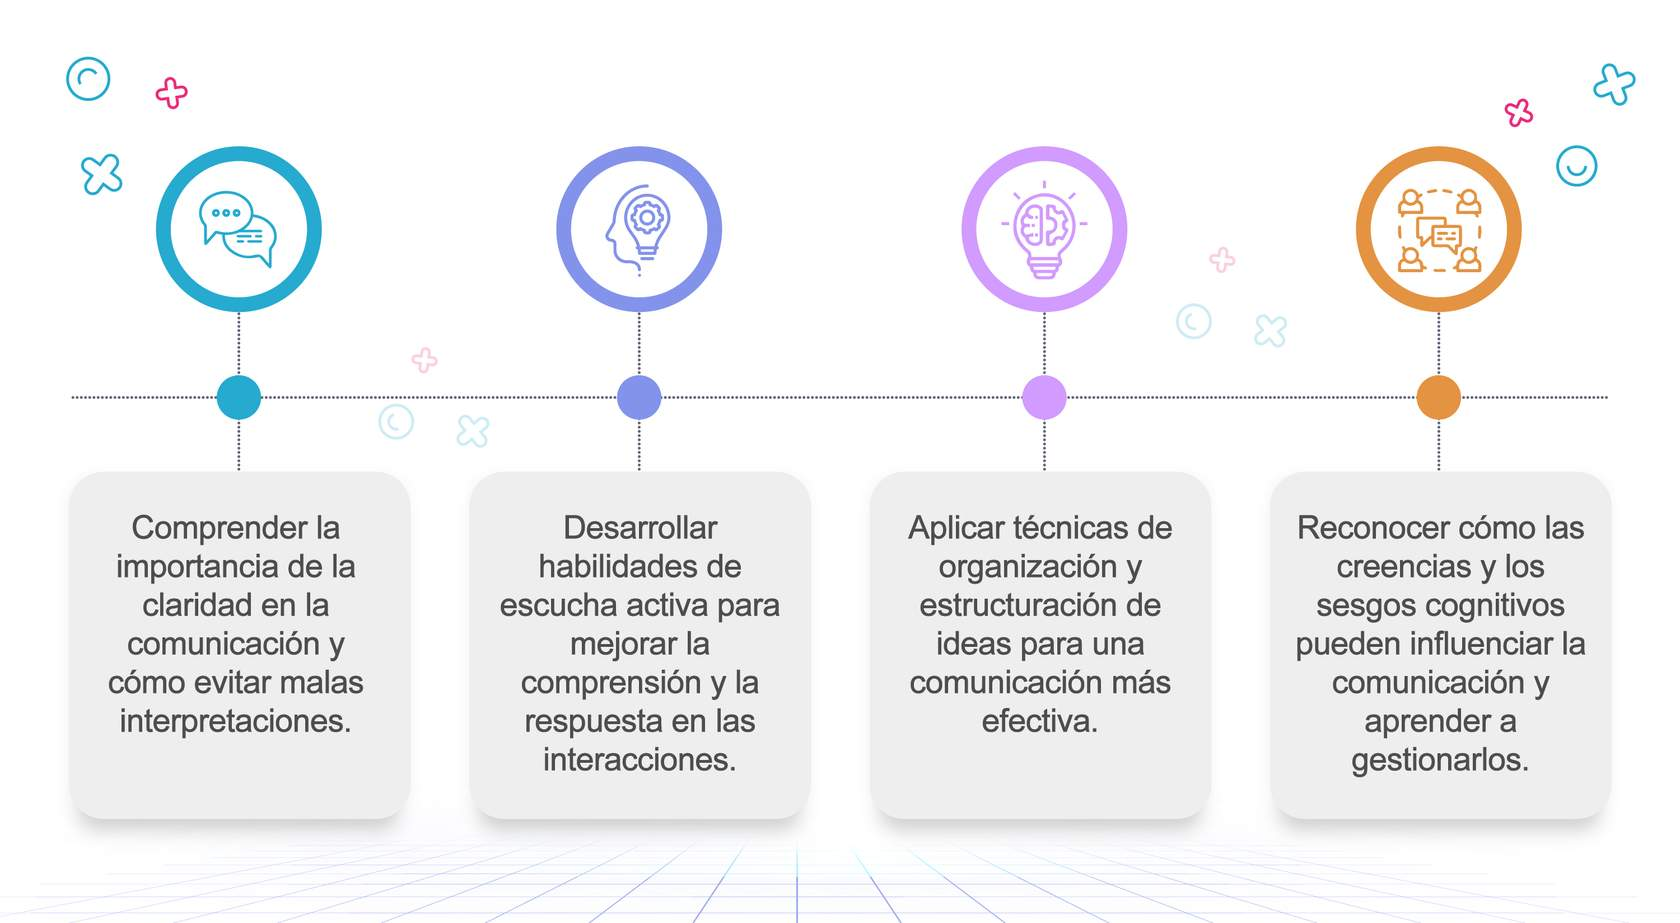 Comprender la
importancia de la
claridad en la
comunicación y
cómo evitar malas
interpretaciones.
Desarrollar
habilidades de
escucha activa para
mejorar la
comprensión y la
respuesta en las
interacciones.
Aplicar técnicas de
organización y
estructuración de
ideas para una
comunicación más
efectiva.
Reconocer cómo las
creencias y los
sesgos cognitivos
pueden influenciar la
comunicación y
aprender a
gestionarlos.